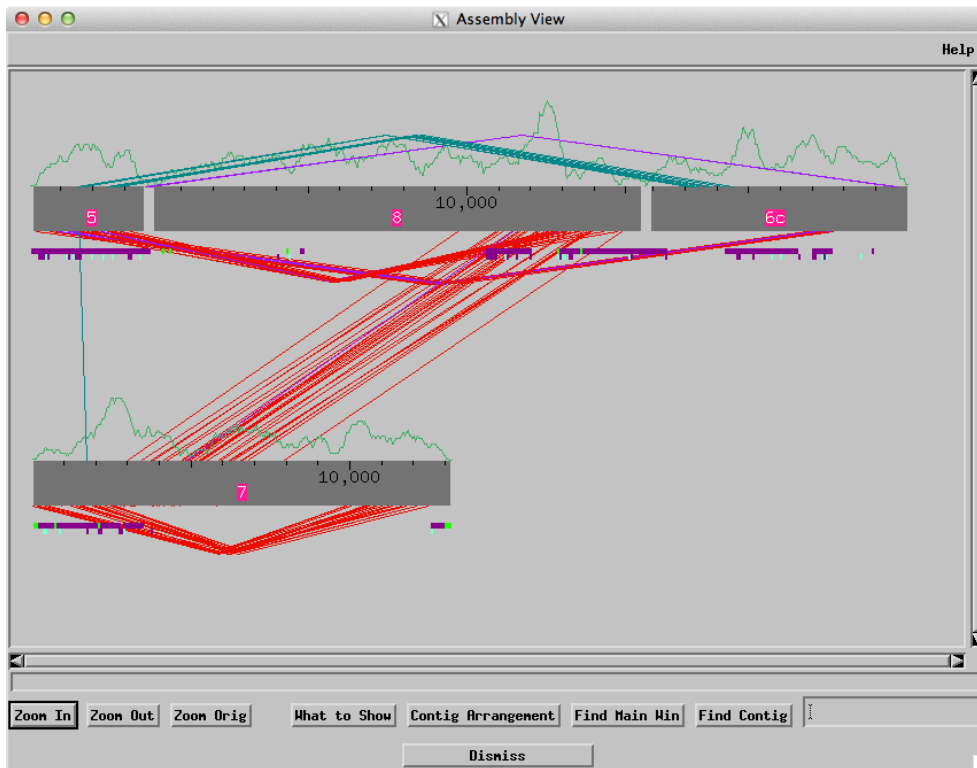 Assembly View
Help
10,000
5
8
6c
10,000
7
Zoom In
Zoom Out
Zoom Orig
What to Show
Contig Arrangement
Find Main Win
Find Contig
Dismiss